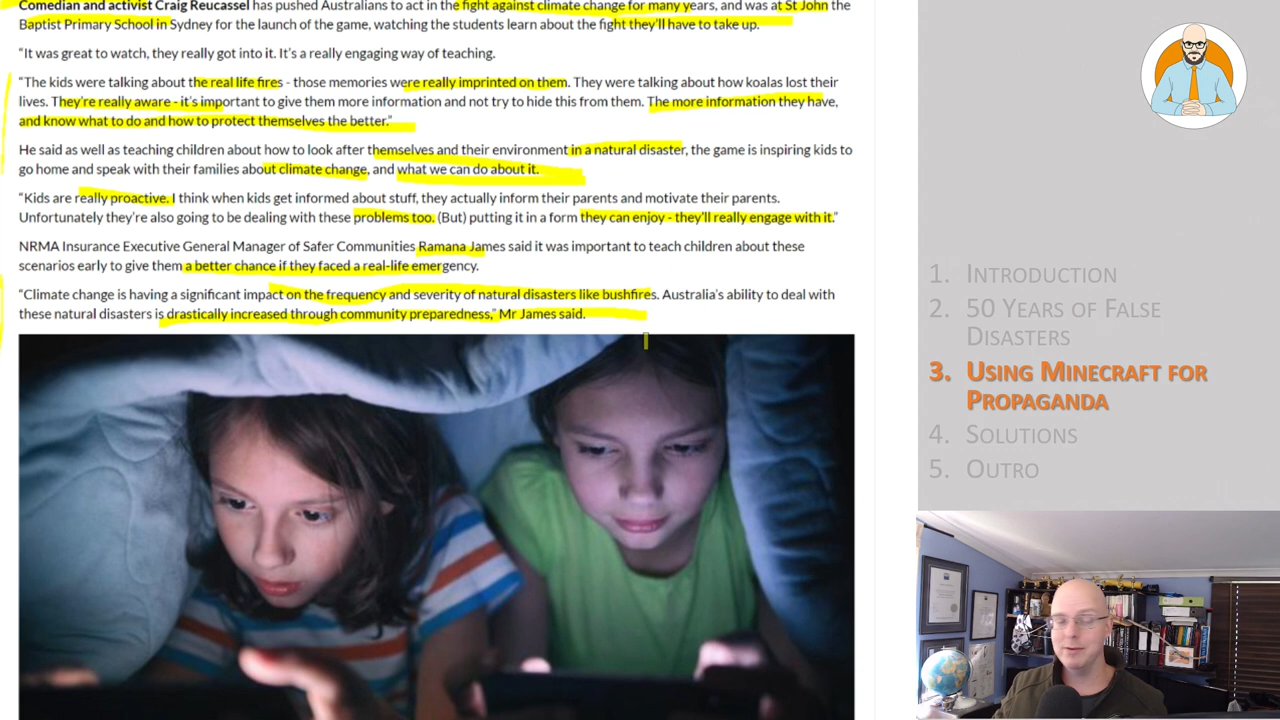 Comedian and activist Craig Reucassel has pushed Australians to act in the fight against climate change for many years, and was at St John the
Baptist Primary School in Sydney for the launch of the game, watching the students learn about the fight they'll have to take up.
“It was great to watch, they really got into it. It's a really engaging way of teaching.
“The kids were talking about the real life fires - those memories were really imprinted on them. They were talking about how koalas lost their
lives. They're really aware - it's important to give them more information and not try to hide this from them. The more information they have,
and know what to do and how to protect themselves the better.”
He said as well as teaching children about how to look after themselves and their environment in a natural disaster, the game is inspiring kids to
go home and speak with their families about climate change, and what we can do about it.
“Kids are really proactive. I think when kids get informed about stuff, they actually inform their parents and motivate their parents.
Unfortunately they're also going to be dealing with these problems too. (But) putting it in a form they can enjoy - they'll really engage with it.”
NRMA Insurance Executive General Manager of Safer Communities Ramana James said it was important to teach children about these
scenarios early to give them a better chance if they faced a real-life emergency.
“Climate change is having a significant impact on the frequency and severity of natural disasters like bushfires. Australia's ability to deal with
these natural disasters is drastically increased through community preparedness,” Mr James said.
1. Introduction
2. 50 Years of False
Disasters
3. Using Minecraft for
Propaganda
4. Solutions
5. Outro